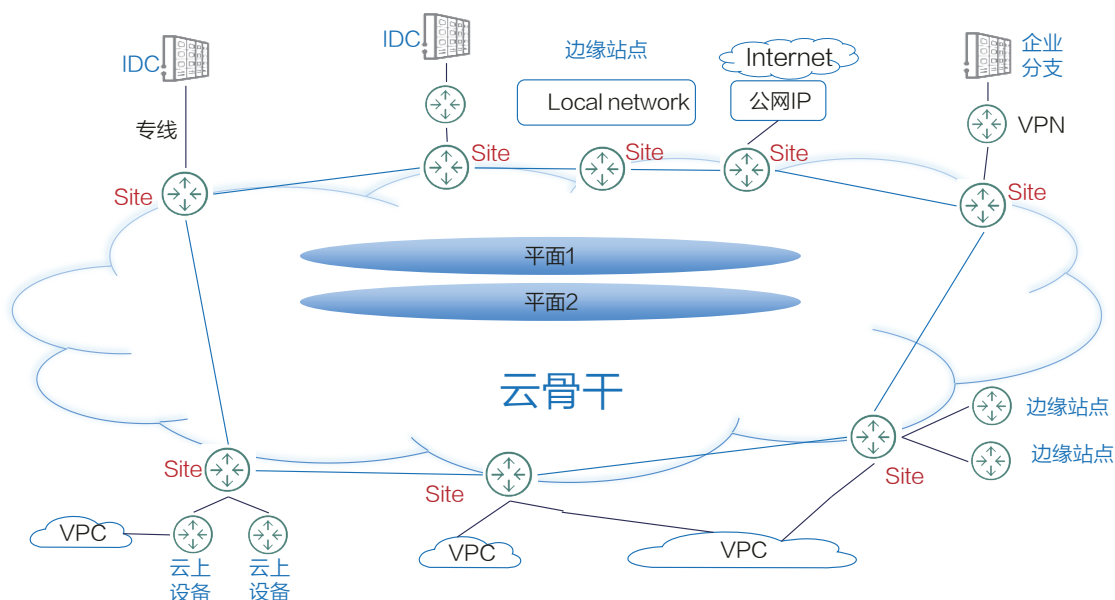 IDC
IDC
边缘站点
Internet
企业
分支
Local network
公网IP
专线
VPN
Site
Site
Site
Site
Site
平面1
平面2
云骨干
边缘站点
边缘站点
Site
Site
Site
VPC
VPC
VPC
云上
设备
云上
设备